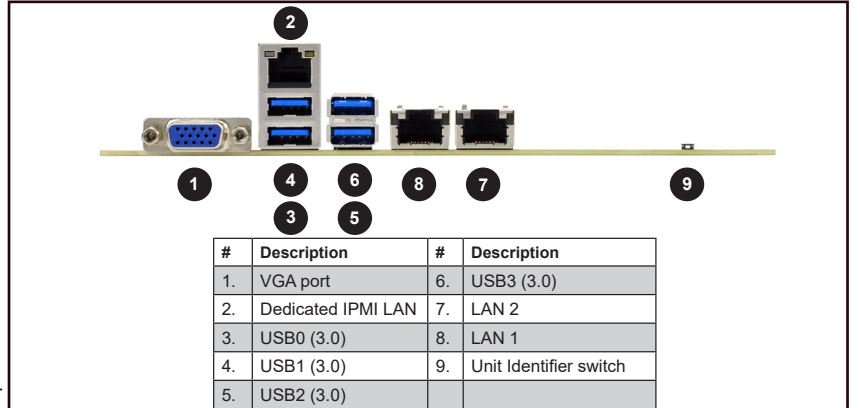 2
1
4
6
8
7
9
3
5
# Description # Description
1. VGA port 6. USB3 (3.0)
2. Dedicated IPMI LAN 7. LAN 2
3. USB0 (3.0) 8. LAN 1
4. USB1 (3.0) 9. Unit Identifier switch
5. USB2 (3.0)